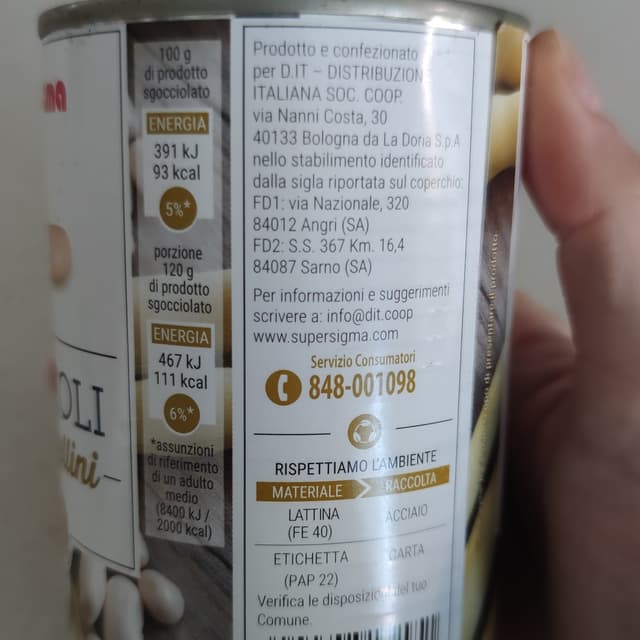 ma
OLI
llini
100 g
di prodotto
sgocciolato
ENERGIA
391 kJ
93 kcal
5%*
porzione
120 g
di prodotto
sgocciolato
ENERGIA
467 kJ
111 kcal
6%*
*assunzioni
di riferimento
di un adulto
medio
(8400 kJ /
2000 kcal)
Prodotto e confezionato
per D.IT – DISTRIBUZION
ITALIANA SOC. COOP.
via Nanni Costa, 30
40133 Bologna da La Doria S.p.A
nello stabilimento identificato
dalla sigla riportata sul coperchio:
FD1: via Nazionale, 320
84012 Angri (SA)
FD2: S.S. 367 Km. 16,4
84087 Sarno (SA)
Per informazioni e suggerimenti
scrivere a: info@dit.coop
www.supersigma.com
Servizio Consumatori
848-001098
RISPETTIAMO L'AMBIENTE
MATERIALE RACCOLTA
LATTINA ACCIAIO
(FE 40)
ETICHETTA CARTA
(PAP 22)
Verifica le disposizioni del tuo
Comune.